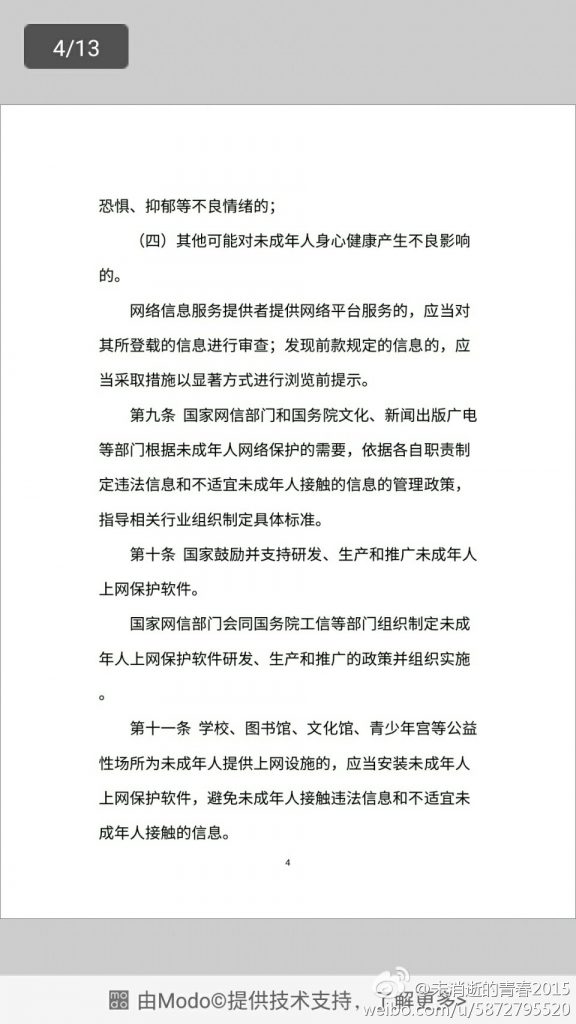 4/13
恐惧、抑郁等不良情绪的；
（四）其他可能对未成年人身心健康产生不良影响
的。
网络信息服务提供者提供网络平台服务的，应当对
其所登载的信息进行审查；发现前款规定的信息的，应
当采取措施以显著方式进行浏览前提示。
第九条 国家网信部门和国务院文化、新闻出版广电
等部门根据未成年人网络保护的需要，依据各自职责制
定违法信息和不适宜未成年人接触的信息的管理政策，
指导相关行业组织制定具体标准。
第十条 国家鼓励并支持研发、生产和推广未成年人
上网保护软件。
国家网信部门会同国务院工信等部门组织制定未成
年人上网保护软件研发、生产和推广的政策并组织实施
。
第十一条 学校、图书馆、文化馆、青少年宫等公益
性场所为未成年人提供上网设施的，应当安装未成年人
上网保护软件，避免未成年人接触违法信息和不适宜未
成年人接触的信息。
4
由Modo©提供技术支持，了解更多>
@未消逝的青春2015
weibo.com/u/5872795520